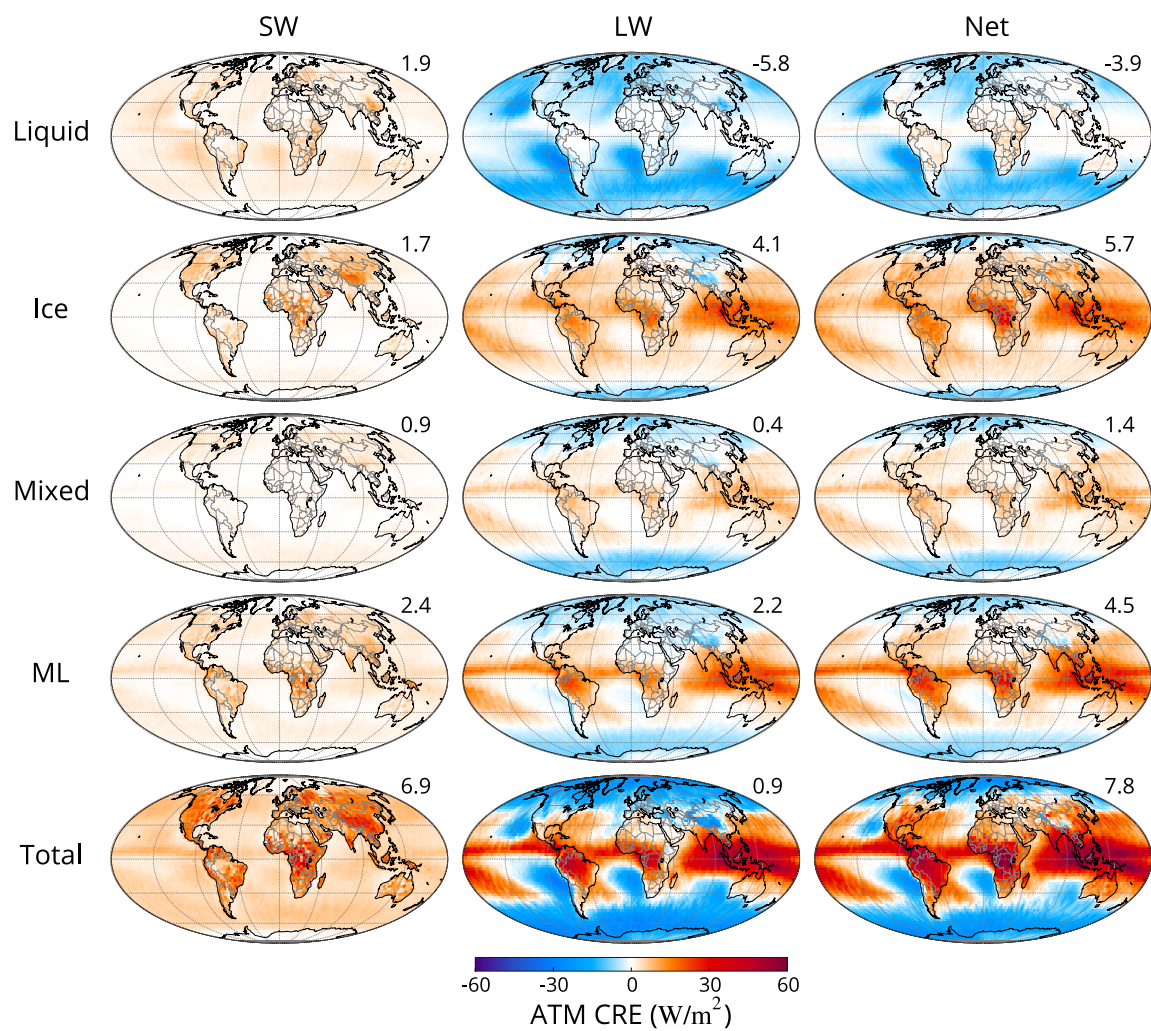 SW LW Net
Liquid 1.9 -5.8 -3.9
Ice 1.7 4.1 5.7
Mixed 0.9 0.4 1.4
ML 2.4 2.2 4.5
Total 6.9 0.9 7.8
-60 -30 0 30 60
ATM CRE (W/m²)